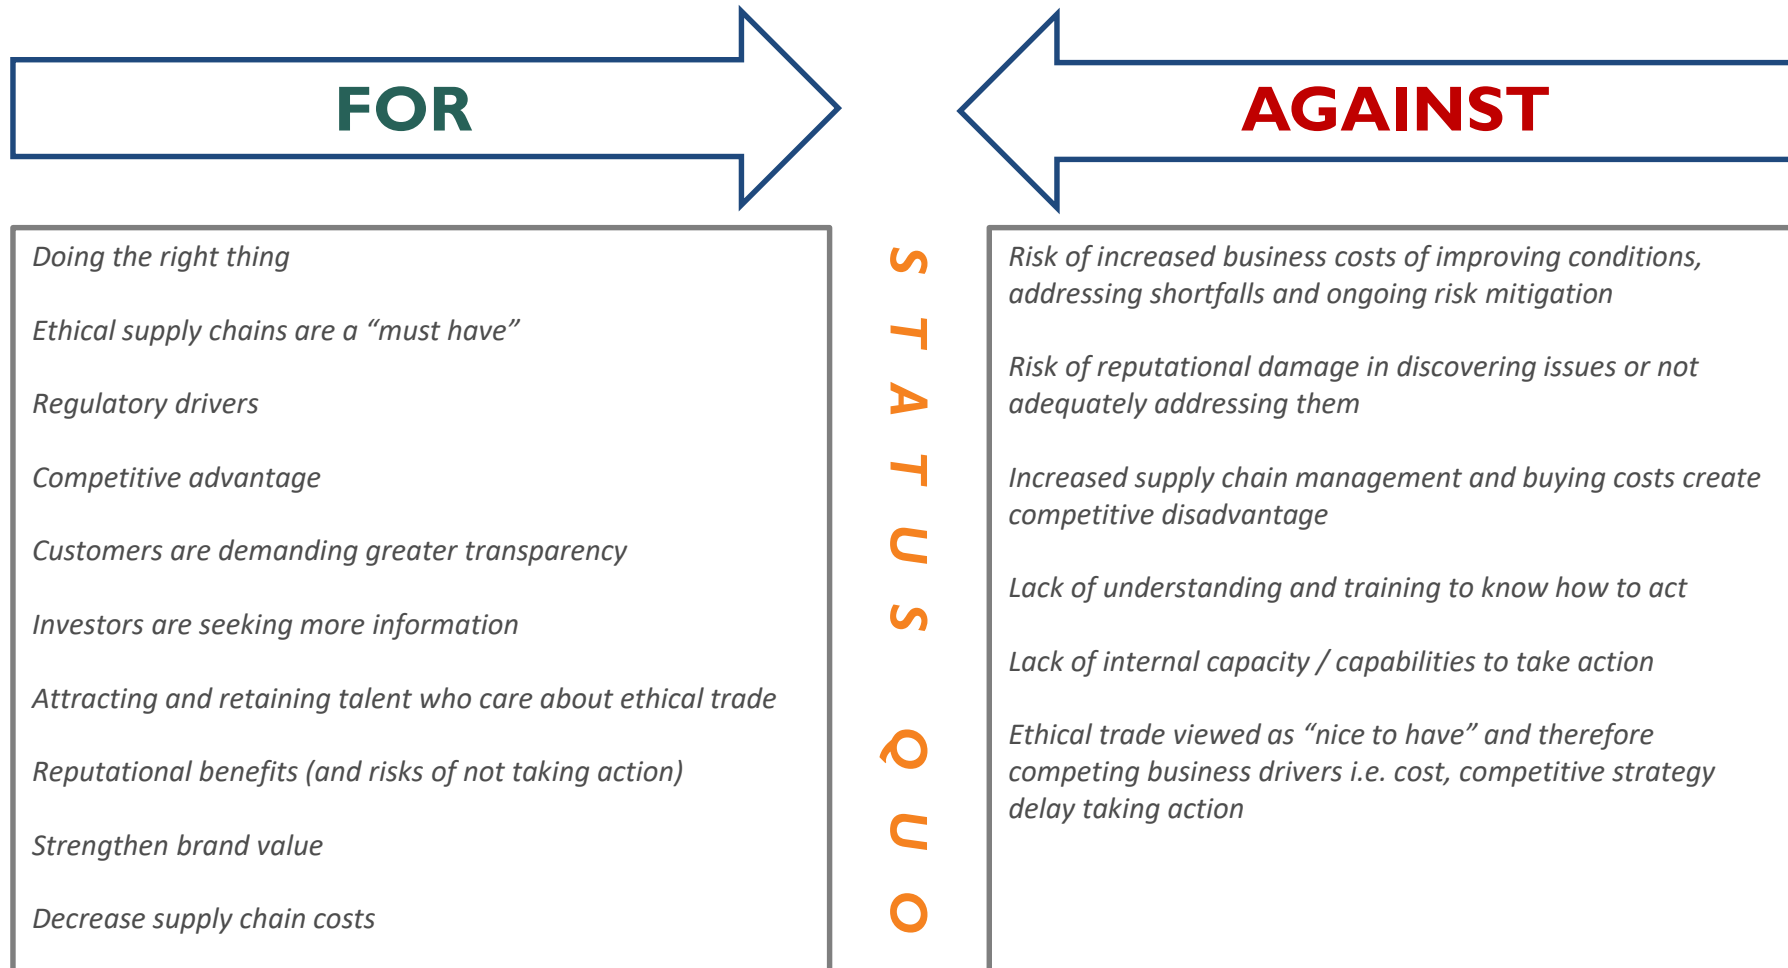 FOR
AGAINST
Doing the right thing
Ethical supply chains are a “must have”
Regulatory drivers
Competitive advantage
Customers are demanding greater transparency
Investors are seeking more information
Attracting and retaining talent who care about ethical trade
Reputational benefits (and risks of not taking action)
Strengthen brand value
Decrease supply chain costs
STATUS QUO
Risk of increased business costs of improving conditions,
addressing shortfalls and ongoing risk mitigation
Risk of reputational damage in discovering issues or not
adequately addressing them
Increased supply chain management and buying costs create
competitive disadvantage
Lack of understanding and training to know how to act
Lack of internal capacity / capabilities to take action
Ethical trade viewed as “nice to have” and therefore
competing business drivers i.e. cost, competitive strategy
delay taking action